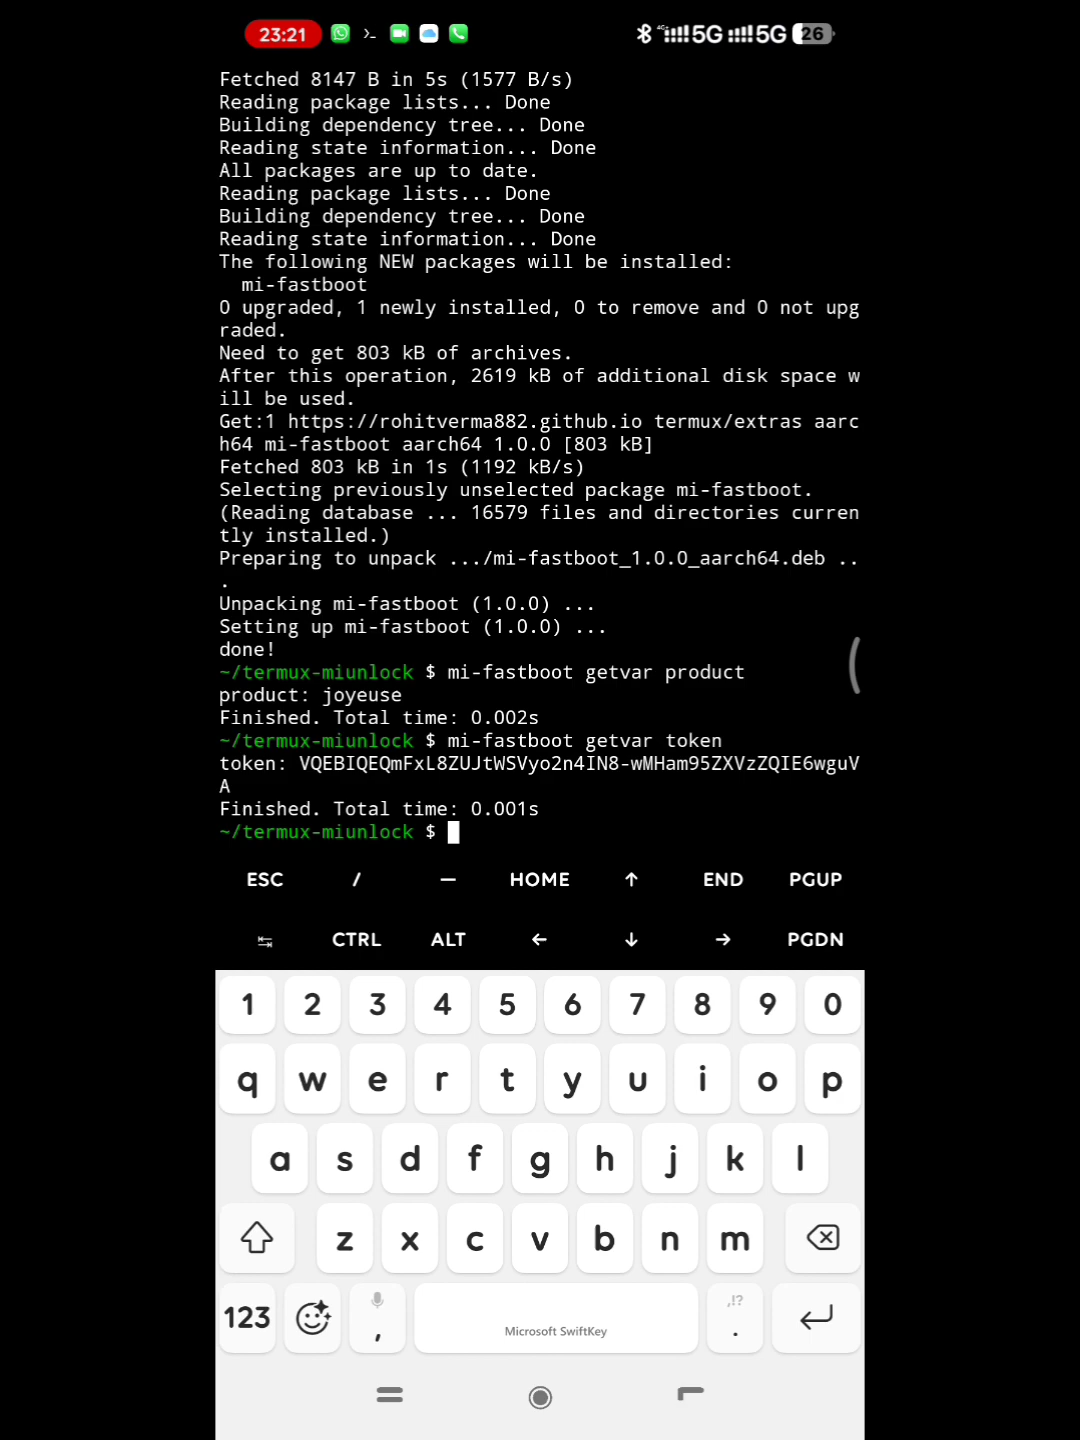 23:21 5G 5G 26
Fetched 8147 B in 5s (1577 B/s)
Reading package lists... Done
Building dependency tree... Done
Reading state information... Done
All packages are up to date.
Reading package lists... Done
Building dependency tree... Done
Reading state information... Done
The following NEW packages will be installed:
  mi-fastboot
0 upgraded, 1 newly installed, 0 to remove and 0 not upg
raded.
Need to get 803 kB of archives.
After this operation, 2619 kB of additional disk space w
ill be used.
Get:1 https://rohitverma882.github.io termux/extras aarc
h64 mi-fastboot aarch64 1.0.0 [803 kB]
Fetched 803 kB in 1s (1192 kB/s)
Selecting previously unselected package mi-fastboot.
(Reading database ... 16579 files and directories curren
tly installed.)
Preparing to unpack .../mi-fastboot_1.0.0_aarch64.deb ..
.
Unpacking mi-fastboot (1.0.0) ...
Setting up mi-fastboot (1.0.0) ...
done!
~/termux-miunlock $ mi-fastboot getvar product
product: joyeuse
Finished. Total time: 0.002s
~/termux-miunlock $ mi-fastboot getvar token
token: VQEBIQEQmFxL8ZUJtWSVyo2n4IN8-wMHam95ZXVzZQIE6wguV
A
Finished. Total time: 0.001s
~/termux-miunlock $
ESC / — HOME ↑ END PGUP
↹ CTRL ALT ← ↓ → PGDN
1 2 3 4 5 6 7 8 9 0
q w e r t y u i o p
a s d f g h j k l
z x c v b n m
123 , Microsoft SwiftKey ,!? .